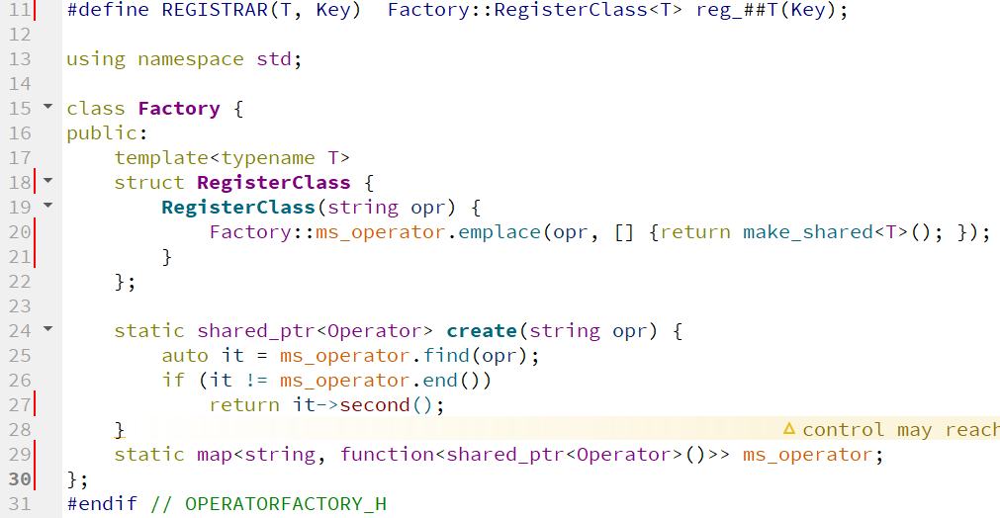 11 #define REGISTRAR(T, Key)  Factory::RegisterClass<T> reg_##T(Key);
12
13 using namespace std;
14
15 class Factory {
16 public:
17     template<typename T>
18     struct RegisterClass {
19         RegisterClass(string opr) {
20             Factory::ms_operator.emplace(opr, [] {return make_shared<T>(); });
21         }
22     };
23
24     static shared_ptr<Operator> create(string opr) {
25         auto it = ms_operator.find(opr);
26         if (it != ms_operator.end())
27             return it->second();
28     } control may reach
29     static map<string, function<shared_ptr<Operator>()>> ms_operator;
30 };
31 #endif // OPERATORFACTORY_H